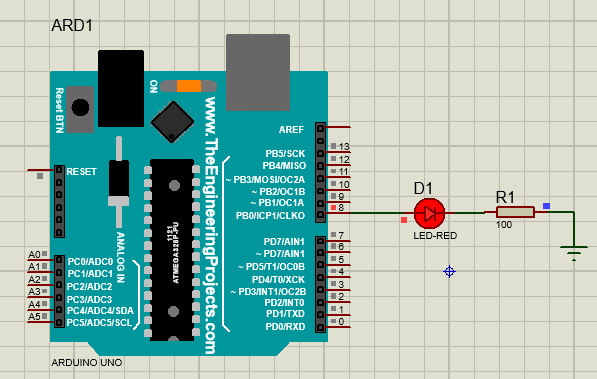 ARD1
ON
Reset BTN
www.TheEngineeringProjects.com
RESET
ANALOG IN
1121
ATMEGA328P-PU
A0 PC0/ADC0
A1 PC1/ADC1
A2 PC2/ADC2
A3 PC3/ADC3
A4 PC4/ADC4/SDA
A5 PC5/ADC5/SCL
AREF
PB5/SCK 13
PB4/MISO 12
~ PB3/MOSI/OC2A 11
~ PB2/OC1B 10
~ PB1/OC1A 9
PB0/ICP1/CLKO 8
PD7/AIN1 7
~ PD7/AIN1 6
~ PD5/T1/OC0B 5
PD4/T0/XCK 4
~ PD3/INT1/OC2B 3
PD2/INT0 2
PD1/TXD 1
PD0/RXD 0
ARDUINO UNO
D1
LED-RED
R1
100